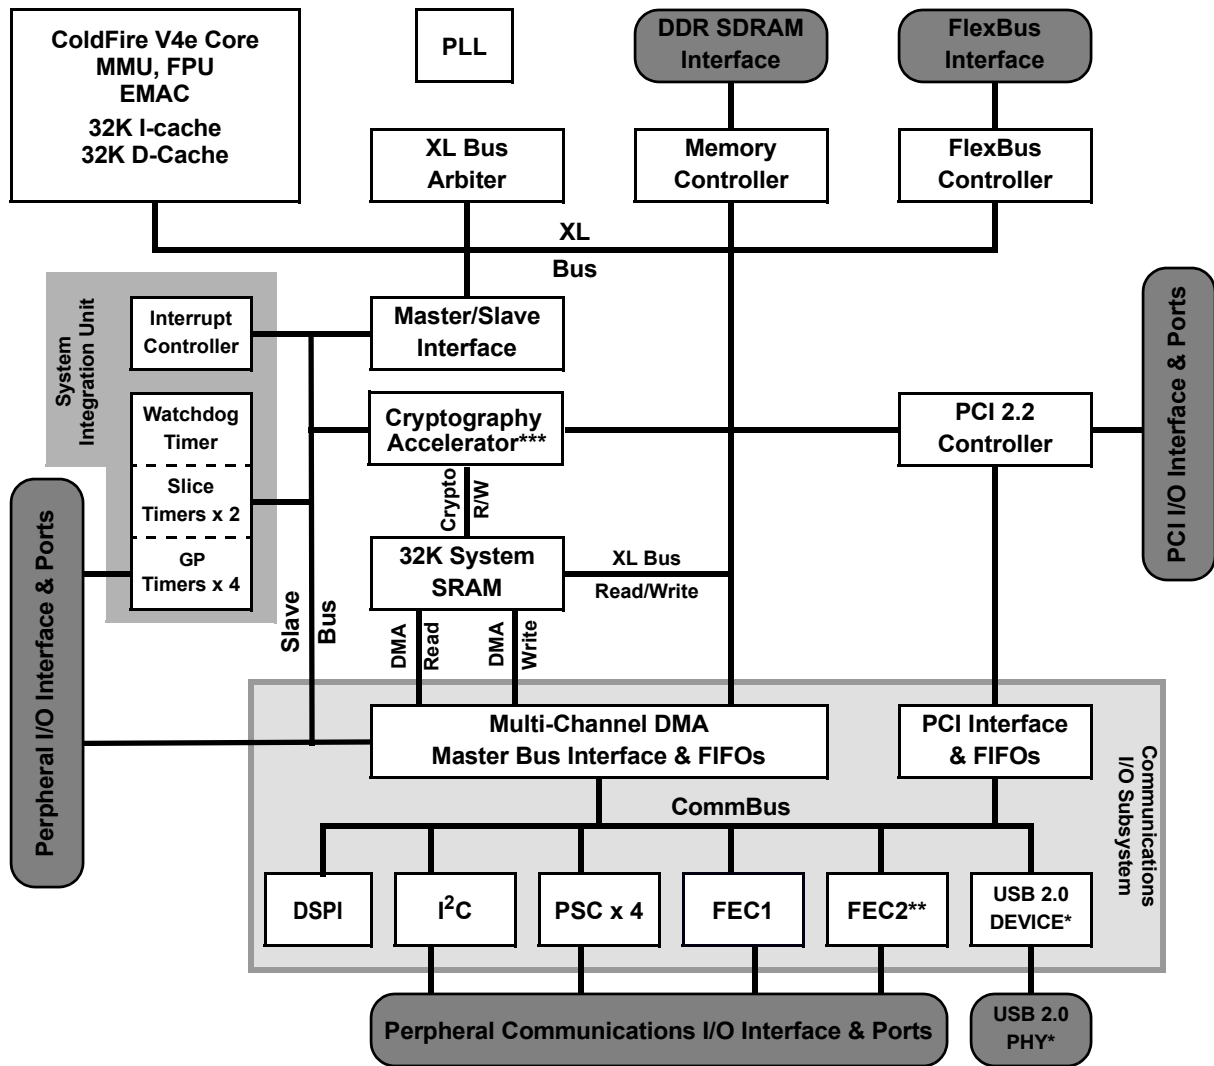 ColdFire V4e Core
MMU, FPU
EMAC
32K I-cache
32K D-Cache
PLL
DDR SDRAM
Interface
FlexBus
Interface
XL Bus
Arbiter
Memory
Controller
FlexBus
Controller
XL
Bus
System
Integration Unit
Interrupt
Controller
Master/Slave
Interface
PCI I/O Interface & Ports
Watchdog
Timer
Slice
Timers x 2
GP
Timers x 4
Cryptography
Accelerator***
PCI 2.2
Controller
Crypto
R/W
Perpheral I/O Interface & Ports
32K System
SRAM
XL Bus
Read/Write
Slave
Bus
DMA
Read
DMA
Write
Multi-Channel DMA
Master Bus Interface & FIFOs
PCI Interface
& FIFOs
Communications
I/O Subsystem
CommBus
DSPI
I²C
PSC x 4
FEC1
FEC2**
USB 2.0
DEVICE*
Perpheral Communications I/O Interface & Ports
USB 2.0
PHY*